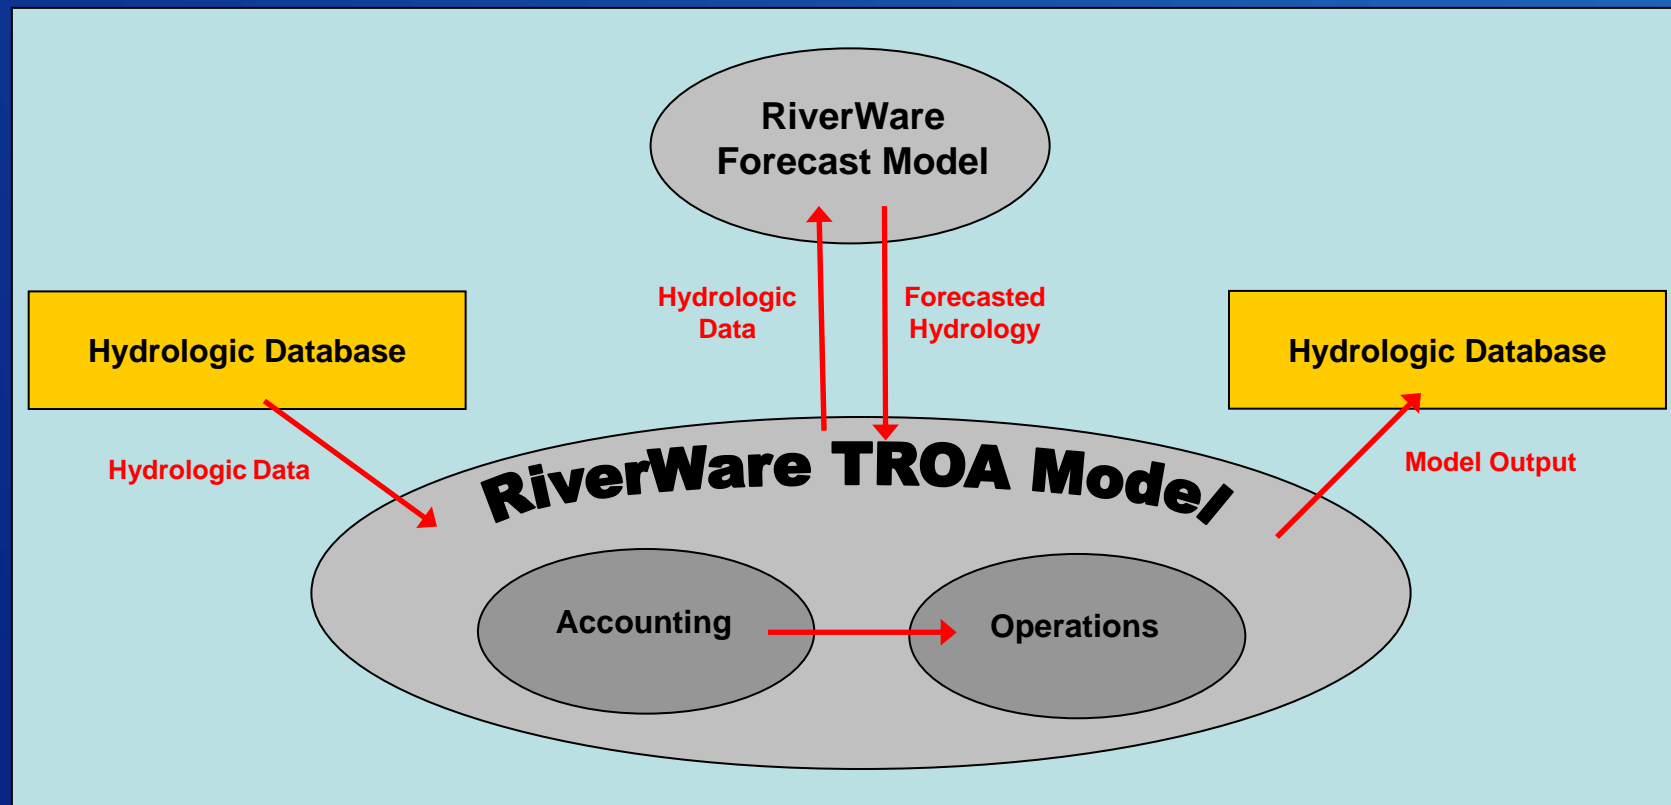 RiverWare
Forecast Model
Hydrologic
Data
Forecasted
Hydrology
Hydrologic Database
Hydrologic Database
Hydrologic Data
Model Output
RiverWare TROA Model
Accounting
Operations